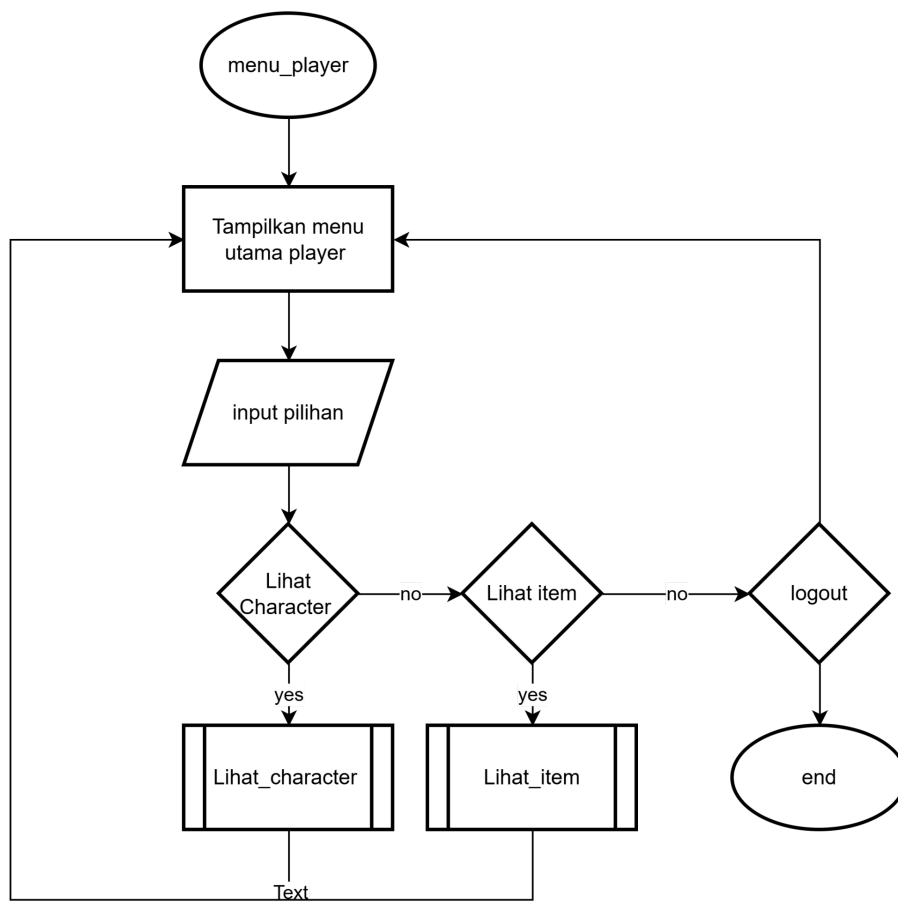 menu_player
Tampilkan menu
utama player
input pilihan
Lihat
Character
no
Lihat item
no
logout
yes
yes
Lihat_character
Lihat_item
end
Text